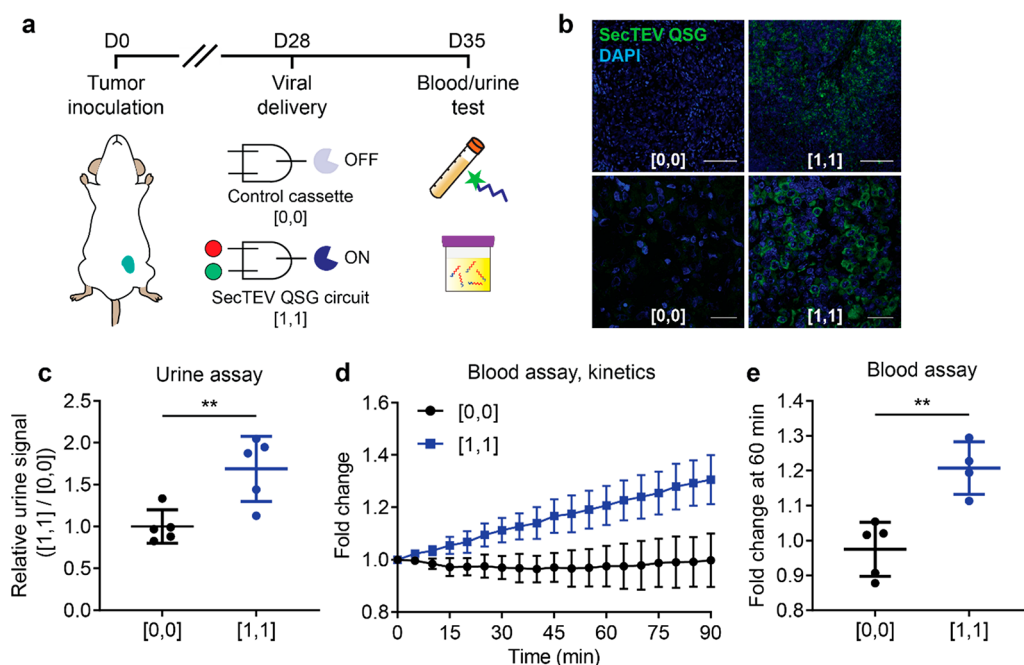 a
D0
D28
D35
Tumor
inoculation
Viral
delivery
Blood/urine
test
OFF
Control cassette
[0,0]
ON
SecTEV QSG circuit
[1,1]
b
SecTEV QSG
DAPI
[0,0]
[1,1]
[0,0]
[1,1]
c
Urine assay
**
Relative urine signal
([1,1] / [0,0])
2.5
2.0
1.5
1.0
0.5
0.0
[0,0]
[1,1]
d
Blood assay, kinetics
[0,0]
[1,1]
Fold change
1.6
1.4
1.2
1.0
0.8
0
15
30
45
60
75
90
Time (min)
e
Blood assay
**
Fold change at 60 min
1.4
1.3
1.2
1.1
1.0
0.9
0.8
[0,0]
[1,1]